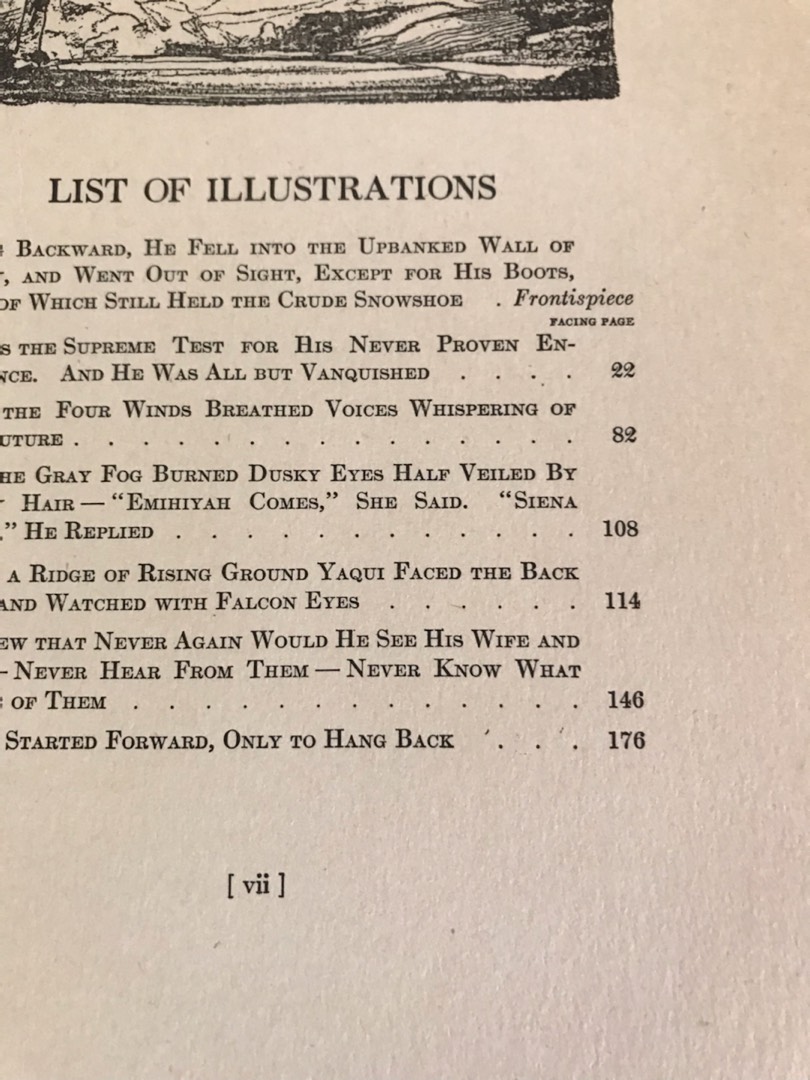 LIST OF ILLUSTRATIONS
BACKWARD, HE FELL INTO THE UPBANKED WALL OF
, AND WENT OUT OF SIGHT, EXCEPT FOR HIS BOOTS,
OF WHICH STILL HELD THE CRUDE SNOWSHOE . Frontispiece
FACING PAGE
S THE SUPREME TEST FOR HIS NEVER PROVEN EN-
NCE. AND HE WAS ALL BUT VANQUISHED . . . . 22
THE FOUR WINDS BREATHED VOICES WHISPERING OF
UTURE . . . . . . . . . . . . . . 82
HE GRAY FOG BURNED DUSKY EYES HALF VEILED BY
HAIR — "EMIHIYAH COMES," SHE SAID. "SIENA
." HE REPLIED . . . . . . . . . . 108
A RIDGE OF RISING GROUND YAQUI FACED THE BACK
AND WATCHED WITH FALCON EYES . . . . . . 114
EW THAT NEVER AGAIN WOULD HE SEE HIS WIFE AND
— NEVER HEAR FROM THEM — NEVER KNOW WHAT
OF THEM . . . . . . . . . . . . . 146
STARTED FORWARD, ONLY TO HANG BACK . . . 176
[ vii ]